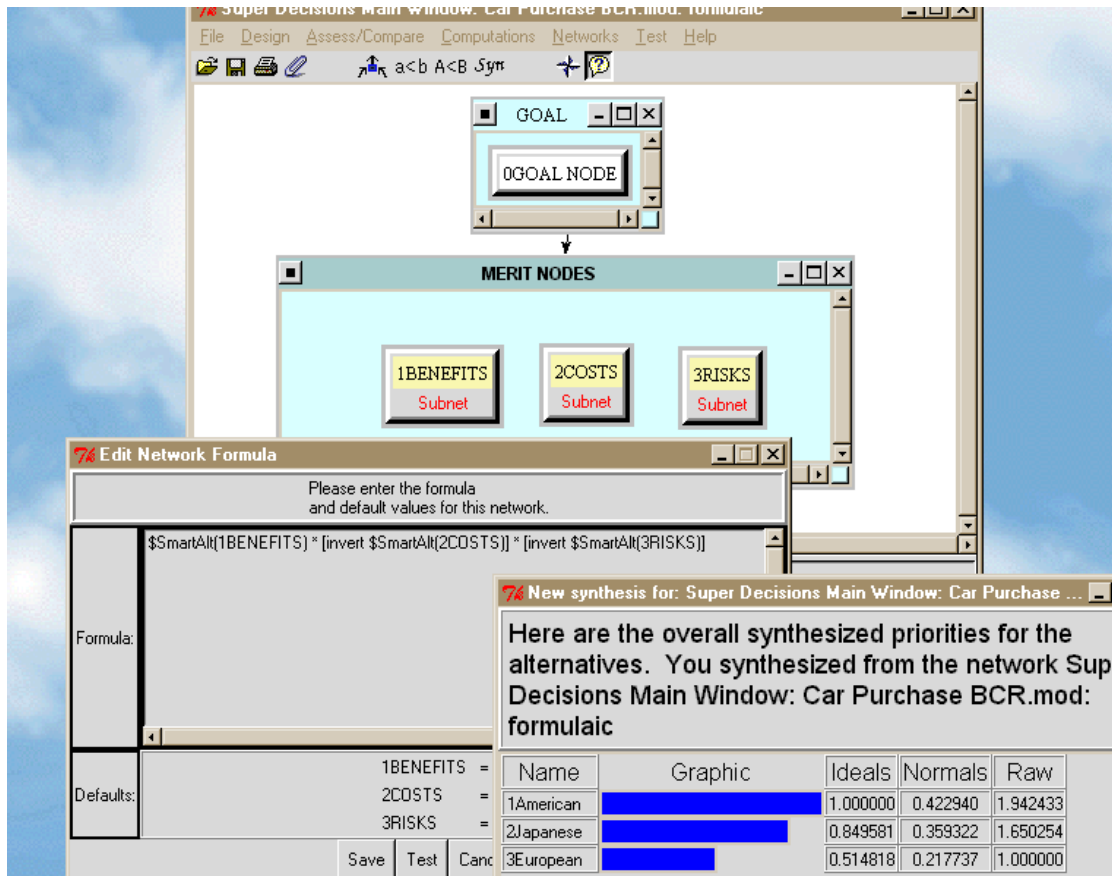 Super Decisions Main Window: Car Purchase BCR.mod: formulaic
File Design Assess/Compare Computations Networks Test Help
a<b A<B Syn
GOAL
0GOAL NODE
MERIT NODES
1BENEFITS
Subnet
2COSTS
Subnet
3RISKS
Subnet
Edit Network Formula
Please enter the formula
and default values for this network.
Formula:
$SmartAlt(1BENEFITS) * [invert $SmartAlt(2COSTS)] * [invert $SmartAlt(3RISKS)]
Defaults:
1BENEFITS =
2COSTS =
3RISKS =
Save Test Canc
New synthesis for: Super Decisions Main Window: Car Purchase ...
Here are the overall synthesized priorities for the
alternatives. You synthesized from the network Sup
Decisions Main Window: Car Purchase BCR.mod:
formulaic
Name Graphic Ideals Normals Raw
1American 1.000000 0.422940 1.942433
2Japanese 0.849581 0.359322 1.650254
3European 0.514818 0.217737 1.000000